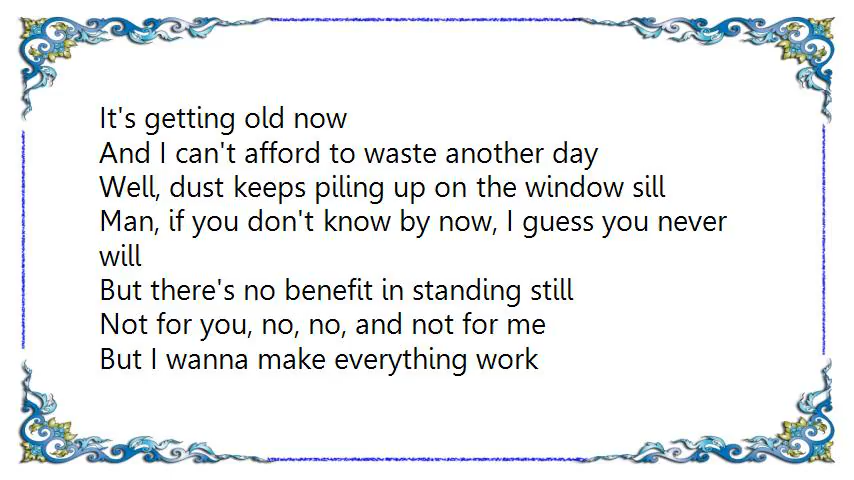 It's getting old now
And I can't afford to waste another day
Well, dust keeps piling up on the window sill
Man, if you don't know by now, I guess you never
will
But there's no benefit in standing still
Not for you, no, no, and not for me
But I wanna make everything work